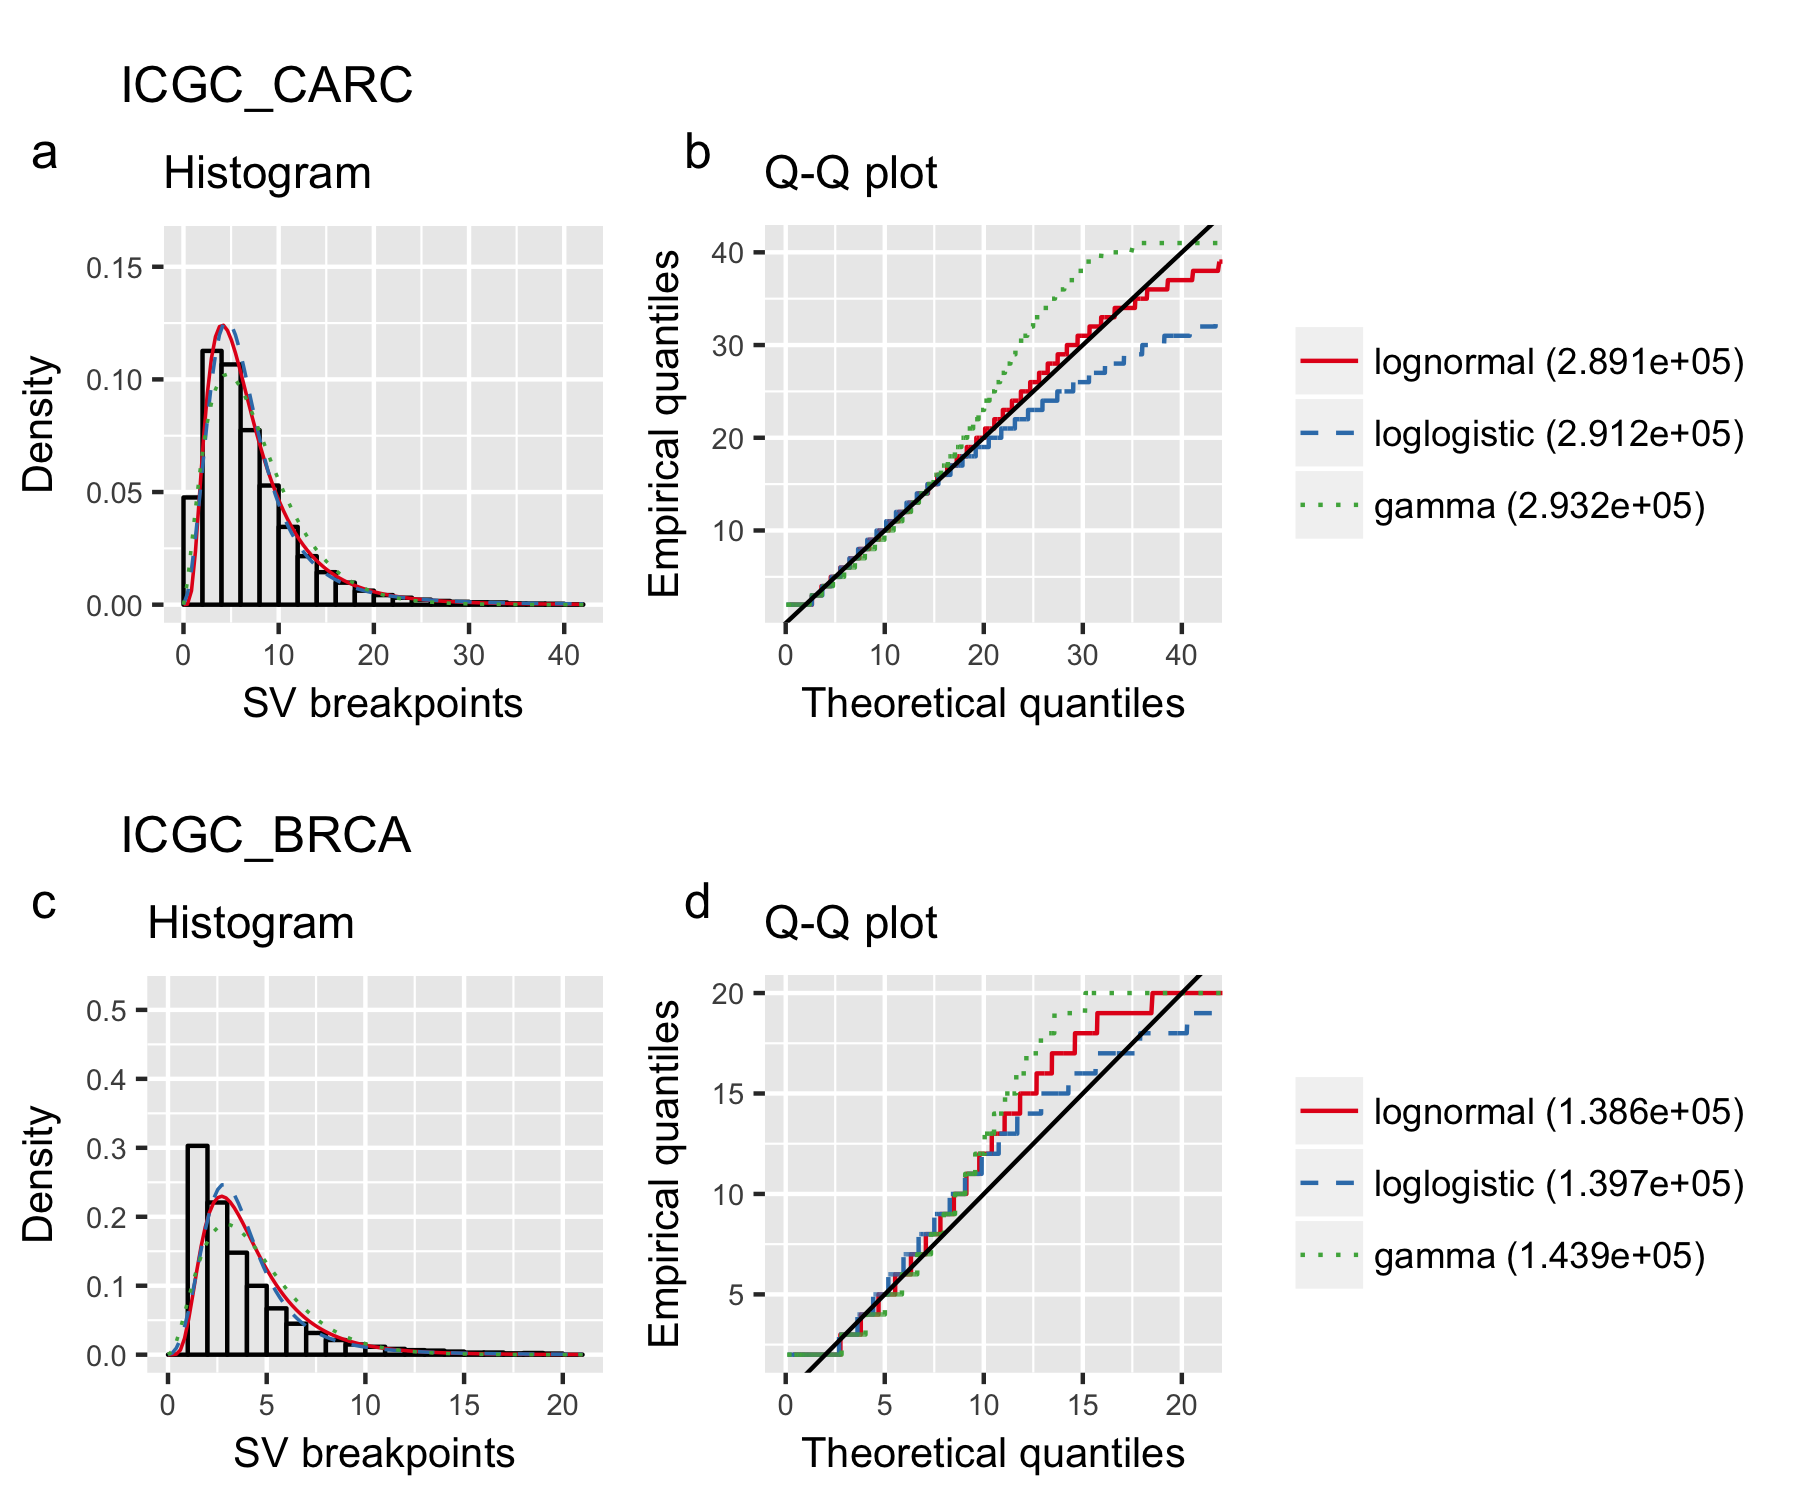 ICGC_CARC
a
Histogram
b
Q-Q plot
0.15
0.10
0.05
0.00
Density
0
10
20
30
40
SV breakpoints
40
30
20
10
Empirical quantiles
0
10
20
30
40
Theoretical quantiles
lognormal (2.891e+05)
loglogistic (2.912e+05)
gamma (2.932e+05)
ICGC_BRCA
c
Histogram
d
Q-Q plot
0.5
0.4
0.3
0.2
0.1
0.0
Density
0
5
10
15
20
SV breakpoints
20
15
10
5
Empirical quantiles
0
5
10
15
20
Theoretical quantiles
lognormal (1.386e+05)
loglogistic (1.397e+05)
gamma (1.439e+05)